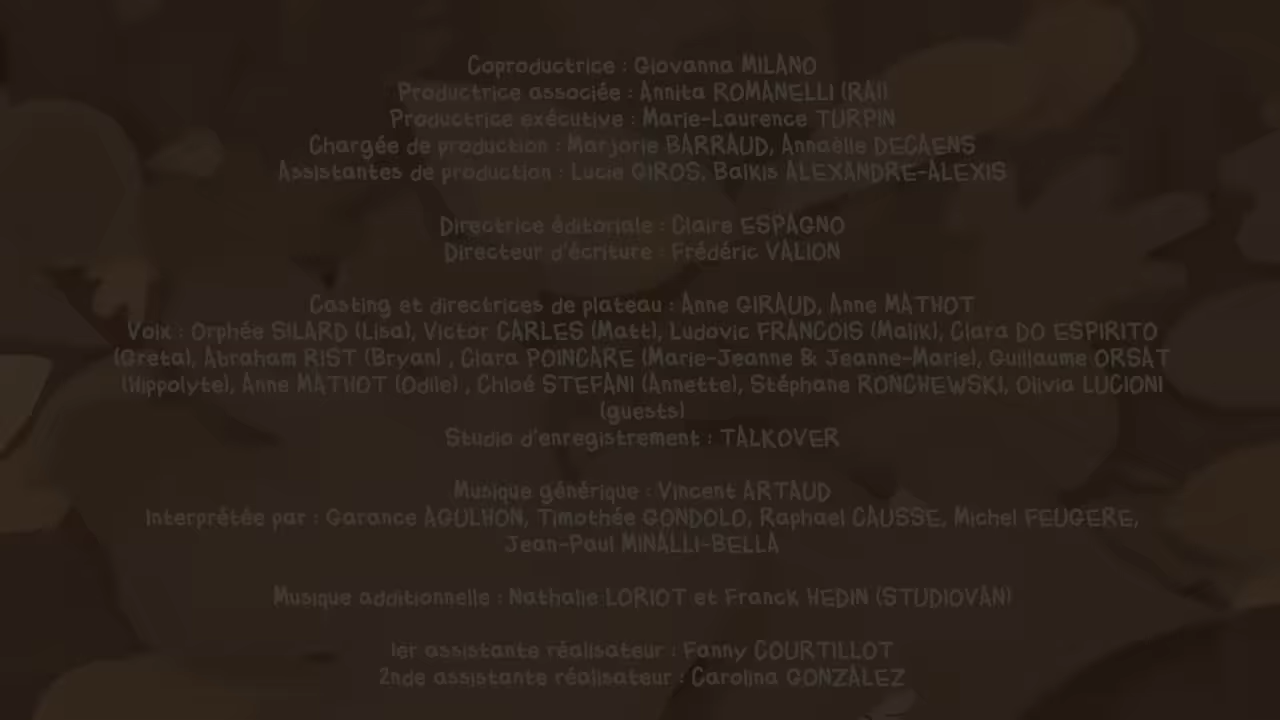 Coproductrice : Giovanna MILANO
Productrice associée : Annita ROMANELLI (RAI)
Productrice exécutive : Marie-Laurence TURPIN
Chargée de production : Marjorie BARRAUD, Annaëlle DECAENS
Assistantes de production : Lucie GIROS, Balkis ALEXANDRE-ALEXIS
Directrice éditoriale : Claire ESPAGNO
Directeur d'écriture : Frédéric VALION
Casting et directrices de plateau : Anne GIRAUD, Anne MATHOT
Voix : Orphée SILARD (Lisa), Victor CARLES (Matt), Ludovic FRANCOIS (Malik), Clara DO ESPIRITO
(Greta), Abraham RIST (Bryan) , Clara POINCARE (Marie-Jeanne & Jeanne-Marie), Guillaume ORSAT
(Hippolyte), Anne MATHOT (Odile) , Chloé STEFANI (Annette), Stéphane RONCHEWSKI, Olivia LUCIONI
(guests)
Studio d'enregistrement : TALKOVER
Musique générique : Vincent ARTAUD
Interprétée par : Garance AGULHON, Timothée GONDOLO, Raphael CAUSSE, Michel FEUGERE,
Jean-Paul MINALLI-BELLA
Musique additionnelle : Nathalie LORIOT et Franck HEDIN (STUDIOVAN)
1er assistante réalisateur : Fanny COURTILLOT
2nde assistante réalisateur : Carolina GONZALEZ